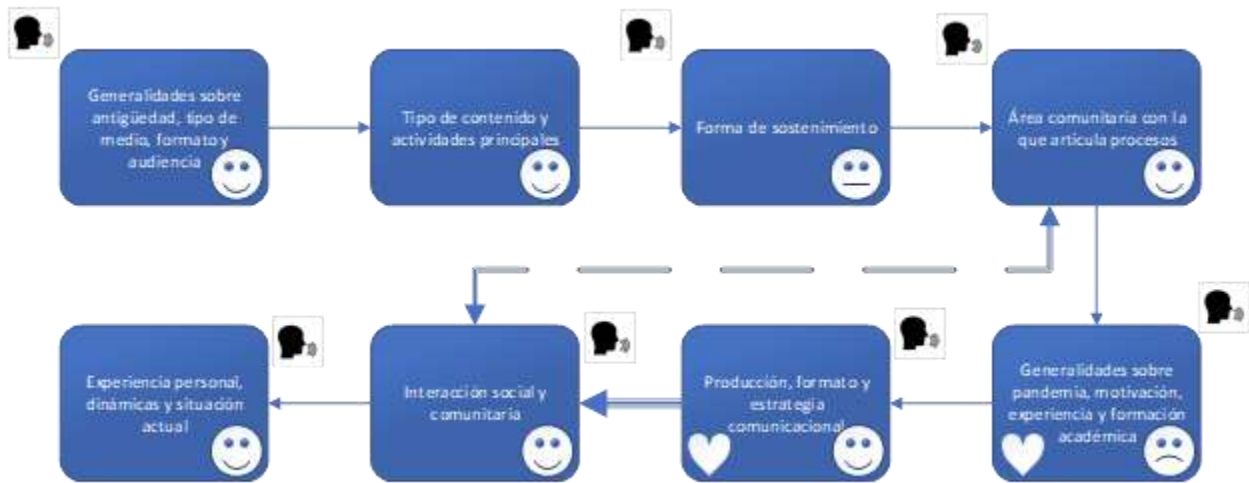 Generalidades sobre
antigüedad, tipo de
medio, formato y
audiencia
Tipo de contenido y
actividades principales
Forma de sostenimiento
Área comunitaria con la
que articula procesos
Generalidades sobre
pandemia, motivación,
experiencia y formación
académica
Producción, formato y
estrategia
comunicacional
Interacción social y
comunitaria
Experiencia personal,
dinámicas y situación
actual